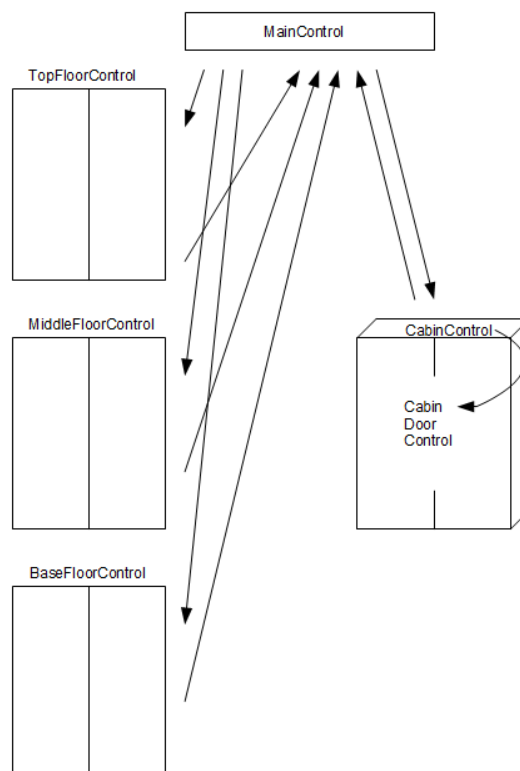 MainControl
TopFloorControl
MiddleFloorControl
CabinControl
Cabin
Door
Control
BaseFloorControl